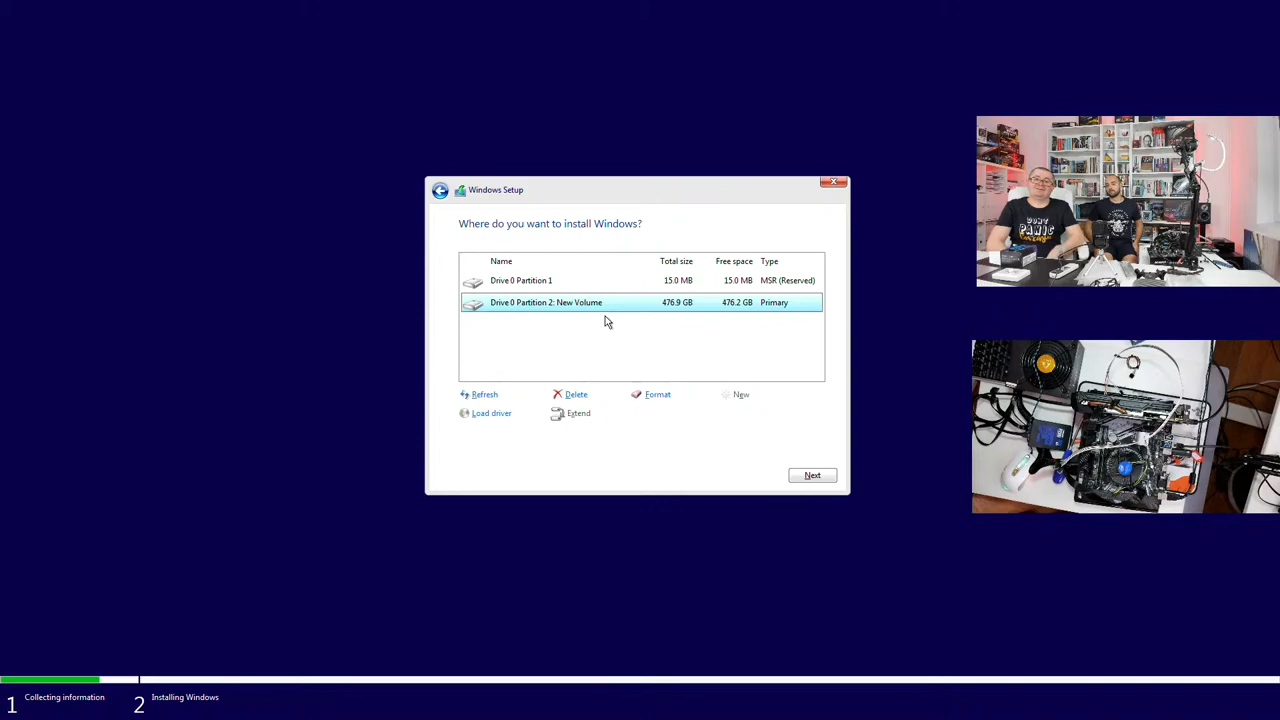 Windows Setup
Where do you want to install Windows?
Name Total size Free space Type
Drive 0 Partition 1 15.0 MB 15.0 MB MSR (Reserved)
Drive 0 Partition 2: New Volume 476.9 GB 476.2 GB Primary
Refresh Delete Format New
Load driver Extend
Next
DON'T
PANIC
1 Collecting information 2 Installing Windows